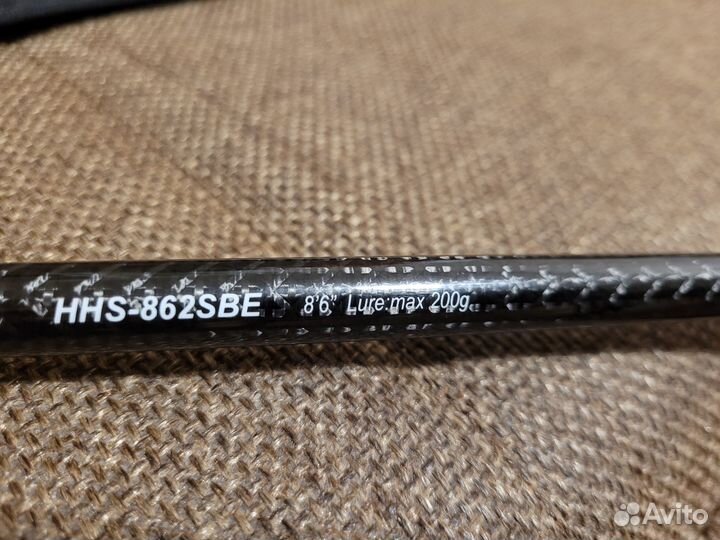 HHS-862SBE 8'6" Lure:max 200g
Avito